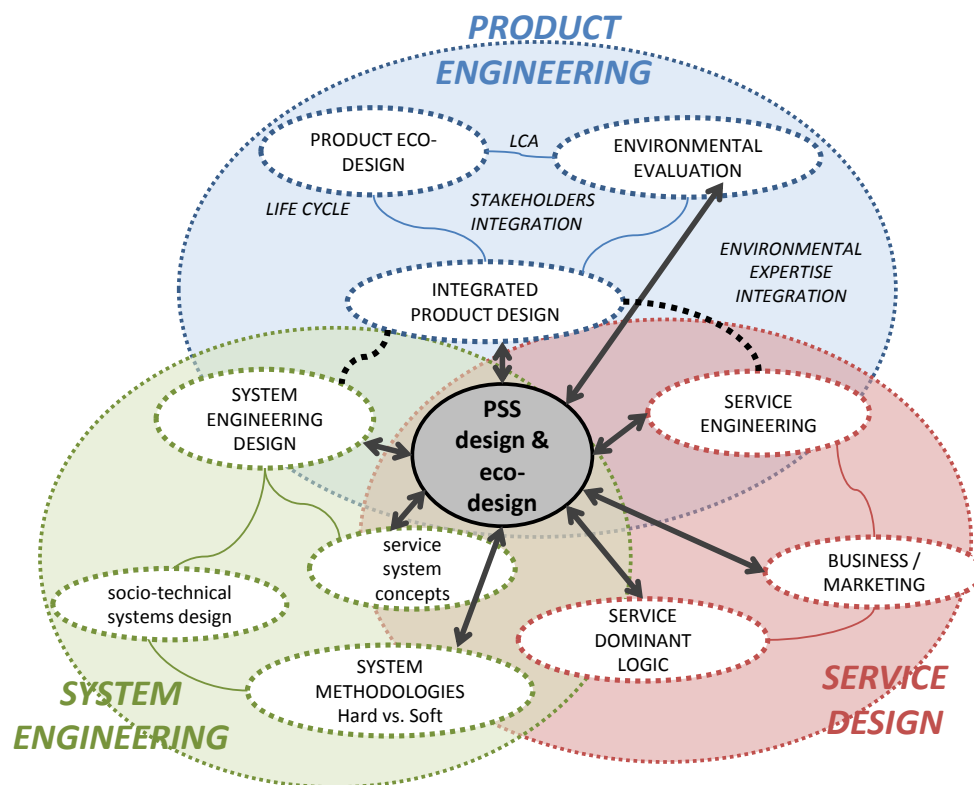 PRODUCT
ENGINEERING
PRODUCT ECO-
DESIGN
LCA
ENVIRONMENTAL
EVALUATION
LIFE CYCLE
STAKEHOLDERS
INTEGRATION
ENVIRONMENTAL
EXPERTISE
INTEGRATION
INTEGRATED
PRODUCT DESIGN
SYSTEM
ENGINEERING
DESIGN
PSS
design &
eco-
design
SERVICE
ENGINEERING
service
system
concepts
socio-technical
systems design
BUSINESS /
MARKETING
SERVICE
DOMINANT
LOGIC
SYSTEM
METHODOLOGIES
Hard vs. Soft
SYSTEM
ENGINEERING
SERVICE
DESIGN